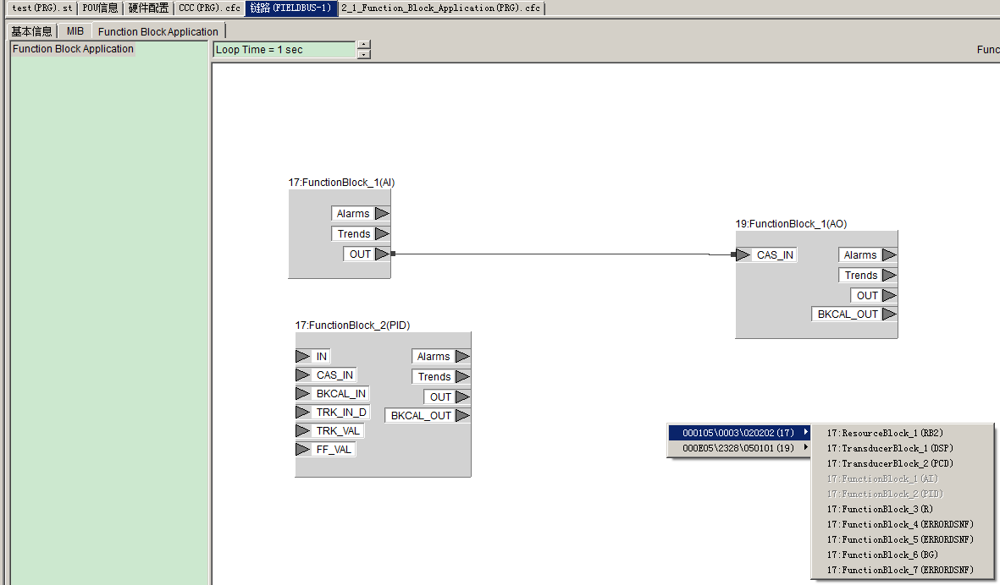 test(PRG).st POU信息 硬件配置 CCC(PRG).cfc 链路(FIELDBUS-1) 2_1_Function_Block_Application(PRG).cfc
基本信息 MIB Function Block Application
Function Block Application
Loop Time = 1 sec
Func
17:FunctionBlock_1(AI)
Alarms
Trends
OUT
19:FunctionBlock_1(AO)
CAS_IN Alarms
Trends
OUT
BKCAL_OUT
17:FunctionBlock_2(PID)
IN Alarms
CAS_IN Trends
BKCAL_IN OUT
TRK_IN_D BKCAL_OUT
TRK_VAL
FF_VAL
000105\0003\020202(17)
000E05\2328\050101(19)
17:ResourceBlock_1(RB2)
17:TransducerBlock_1(DSP)
17:TransducerBlock_2(PCD)
17:FunctionBlock_1(AI)
17:FunctionBlock_2(PID)
17:FunctionBlock_3(R)
17:FunctionBlock_4(ERRORDSNF)
17:FunctionBlock_5(ERRORDSNF)
17:FunctionBlock_6(BG)
17:FunctionBlock_7(ERRORDSNF)